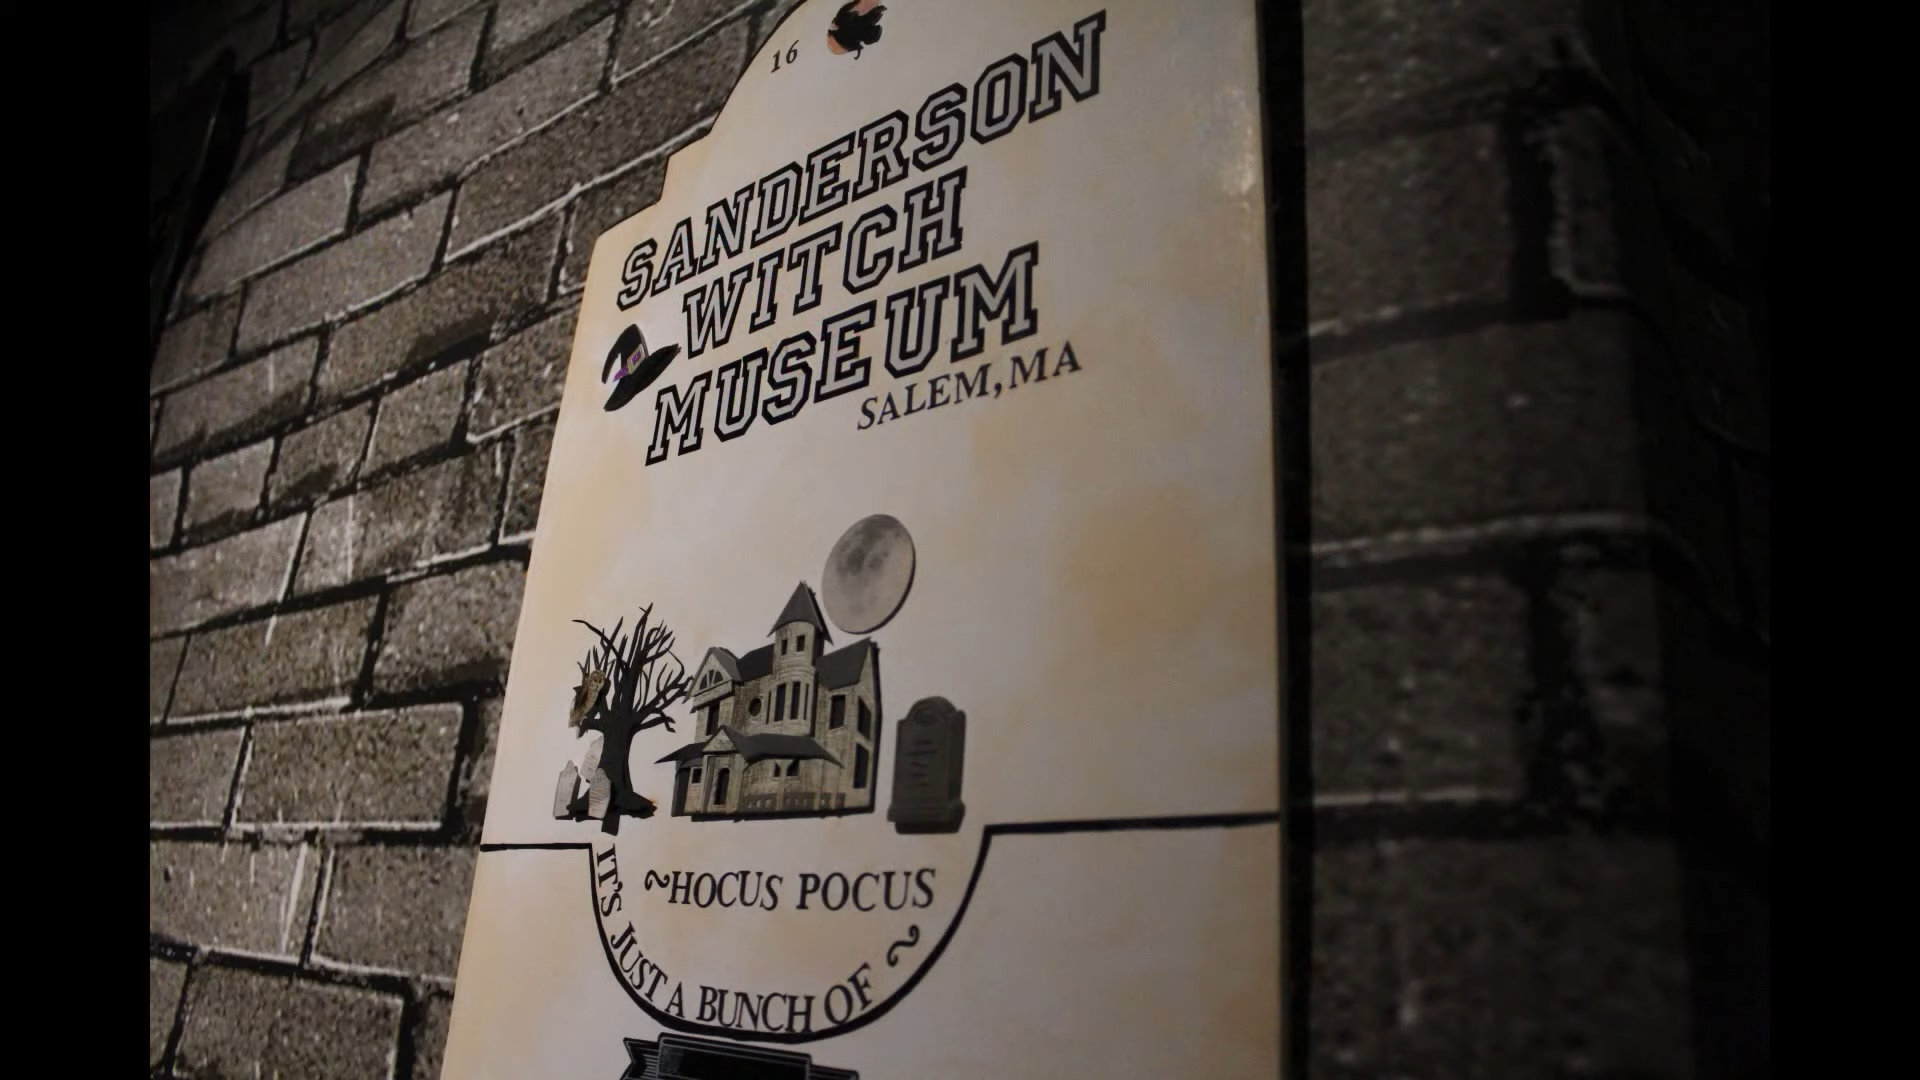 16
SANDERSON
WITCH
MUSEUM
SALEM, MA
~HOCUS POCUS
IT'S JUST A BUNCH OF ~